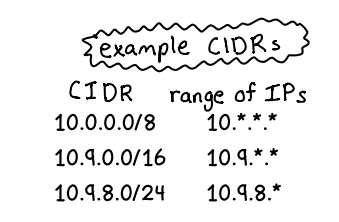 example CIDRs
CIDR range of IPs
10.0.0.0/8 10.*.*.*
10.9.0.0/16 10.9.*.*
10.9.8.0/24 10.9.8.*